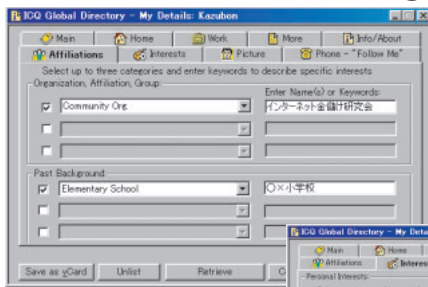 ICQ Global Directory - My Details: Kazubon
Main Home Work More Info/About
Affiliations Interests Picture Phone - "Follow Me"
Select up to three categories and enter keywords to describe specific interests
Organization, Affiliation, Group:
Enter Name(s) or Keywords:
Community Org. インターネット金儲け研究会
Past Background:
Elementary School 〇×小学校
ICQ Global Directory - My Deta
Main
Affiliations Interes
Personal Interests:
Save as vCard Unlist Retrieve